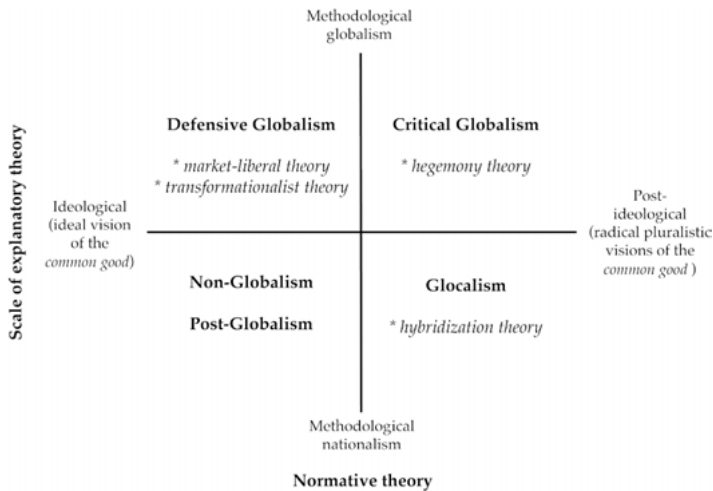 Methodological
globalism
Defensive Globalism
* market-liberal theory
* transformationalist theory
Critical Globalism
* hegemony theory
Scale of explanatory theory
Ideological
(ideal vision
of the
common good)
Post-
ideological
(radical pluralistic
visions of the
common good )
Non-Globalism
Post-Globalism
Glocalism
* hybridization theory
Methodological
nationalism
Normative theory